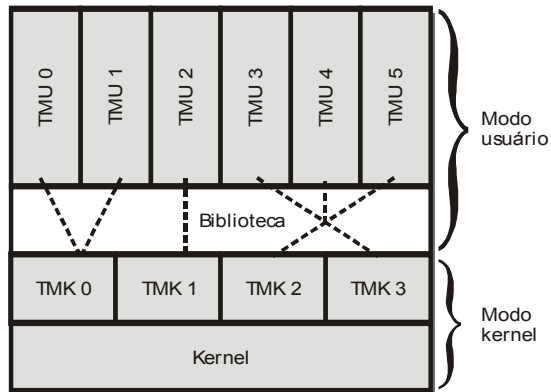 TMU 0
TMU 1
TMU 2
TMU 3
TMU 4
TMU 5
Modo
usuário
Biblioteca
TMK 0
TMK 1
TMK 2
TMK 3
Modo
kernel
Kernel